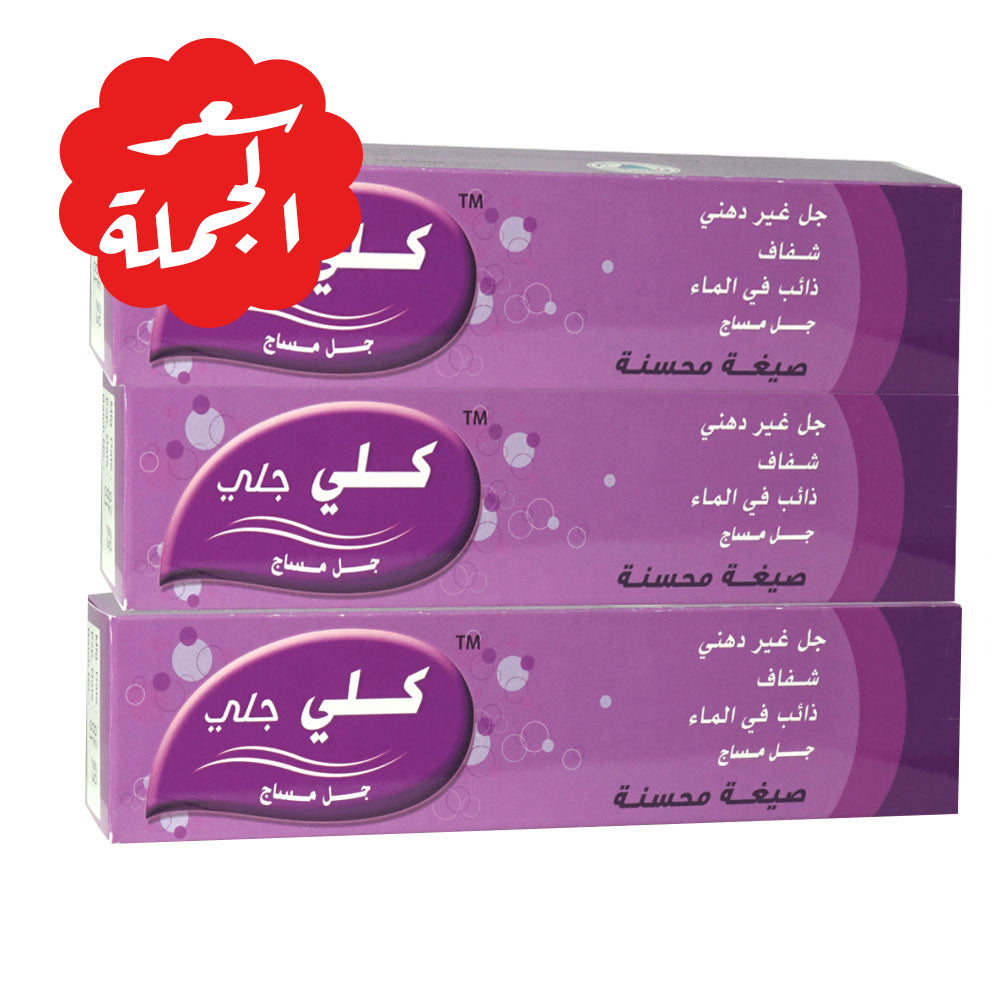 سعر
الجملة
TM
كلي
جل مساج
جل غير دهني
شفاف
ذائب في الماء
جل مساج
صيغة محسنة
TM
كلي جلي
جل مساج
جل غير دهني
شفاف
ذائب في الماء
جل مساج
صيغة محسنة
TM
كلي جلي
جل مساج
جل غير دهني
شفاف
ذائب في الماء
جل مساج
صيغة محسنة